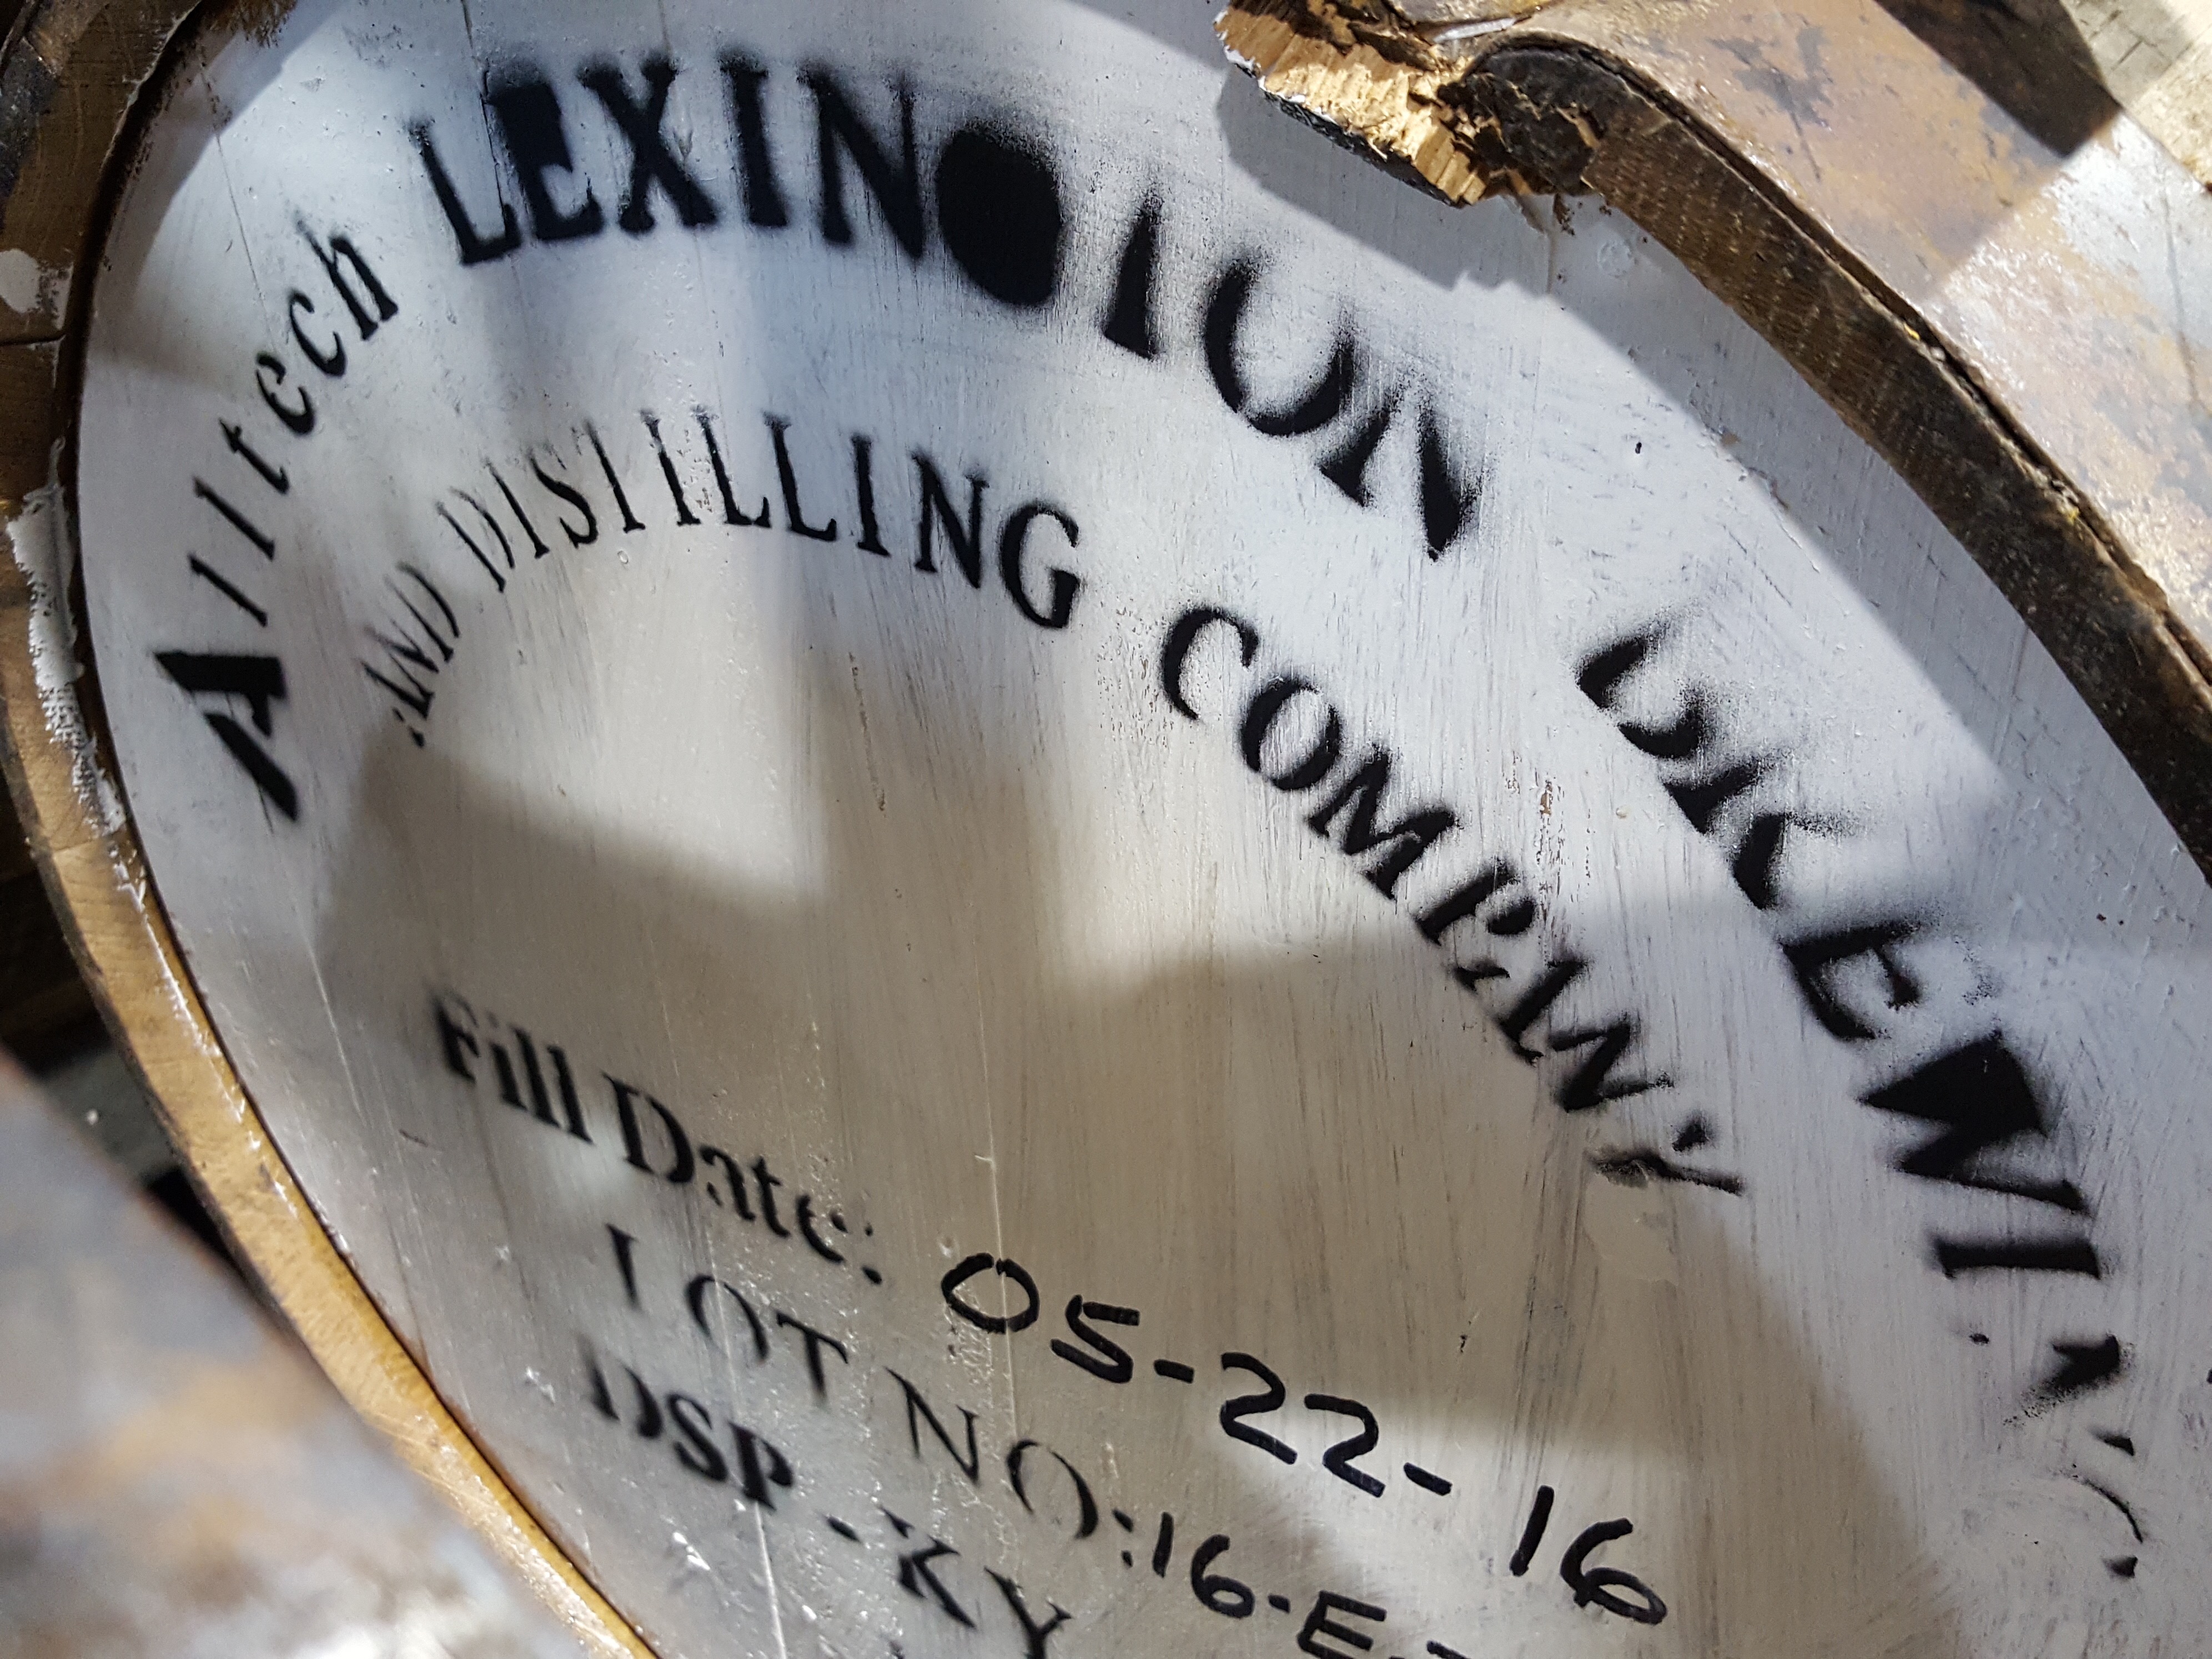 Alltech LEXINGTON BREWING
AND DISTILLING COMPANY
Fill Date: 05-22-16
LOT NO:16-E-
DSP-KY